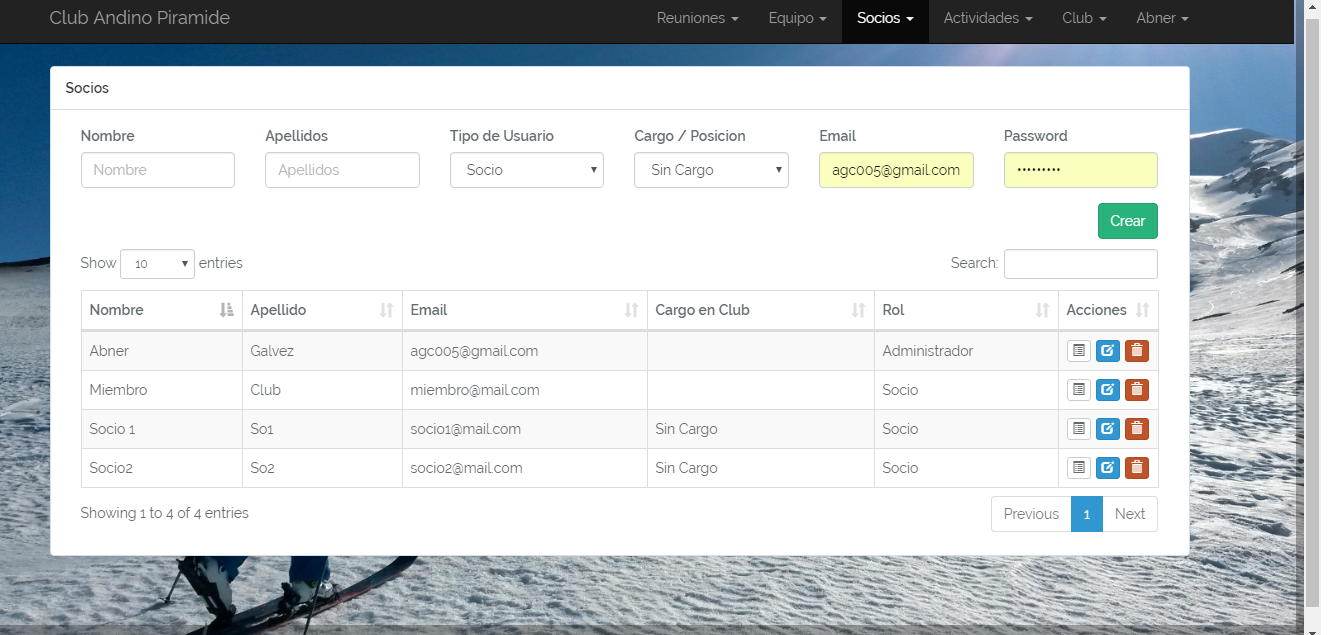 Club Andino Piramide Reuniones Equipo Socios Actividades Club Abner
Socios
Nombre Apellidos Tipo de Usuario Cargo / Posicion Email Password
Nombre Apellidos Socio Sin Cargo agc005@gmail.com •••••••••
Crear
Show 10 entries Search:
Nombre Apellido Email Cargo en Club Rol Acciones
Abner Galvez agc005@gmail.com Administrador
Miembro Club miembro@mail.com Socio
Socio 1 So1 socio1@mail.com Sin Cargo Socio
Socio2 So2 socio2@mail.com Sin Cargo Socio
Showing 1 to 4 of 4 entries Previous 1 Next